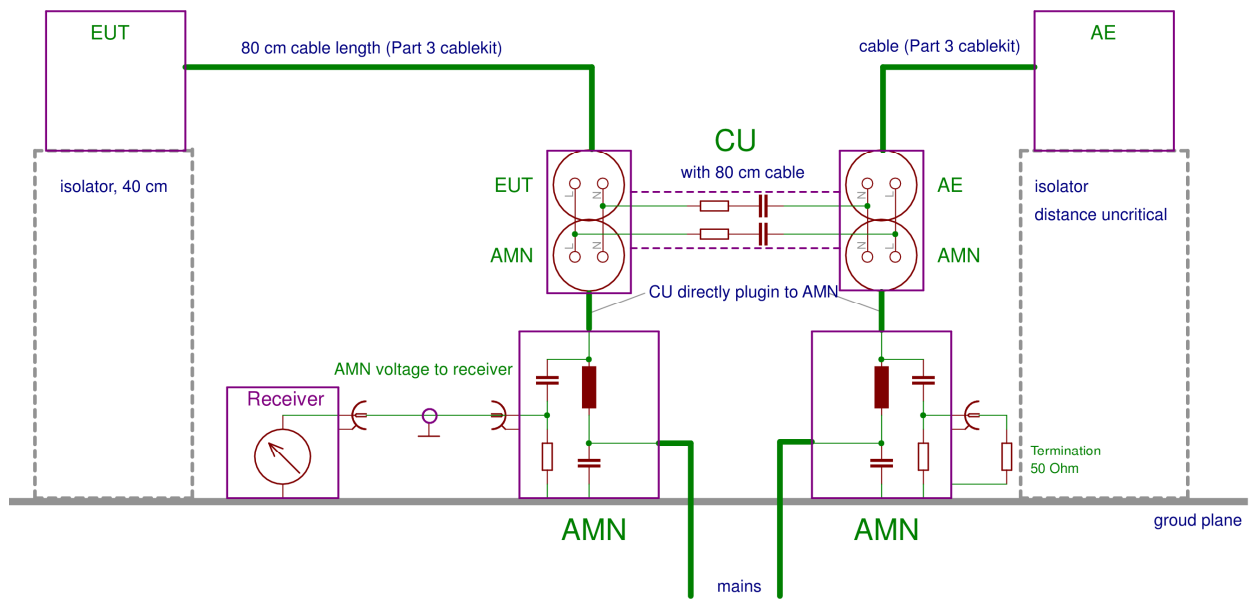 EUT
80 cm cable length (Part 3 cablekit)
cable (Part 3 cablekit)
AE
CU
with 80 cm cable
isolator, 40 cm
EUT
L
N
N
L
AE
isolator
distance uncritical
AMN
L
N
N
L
AMN
CU directly plugin to AMN
AMN voltage to receiver
Receiver
Termination
50 Ohm
AMN
AMN
groud plane
mains